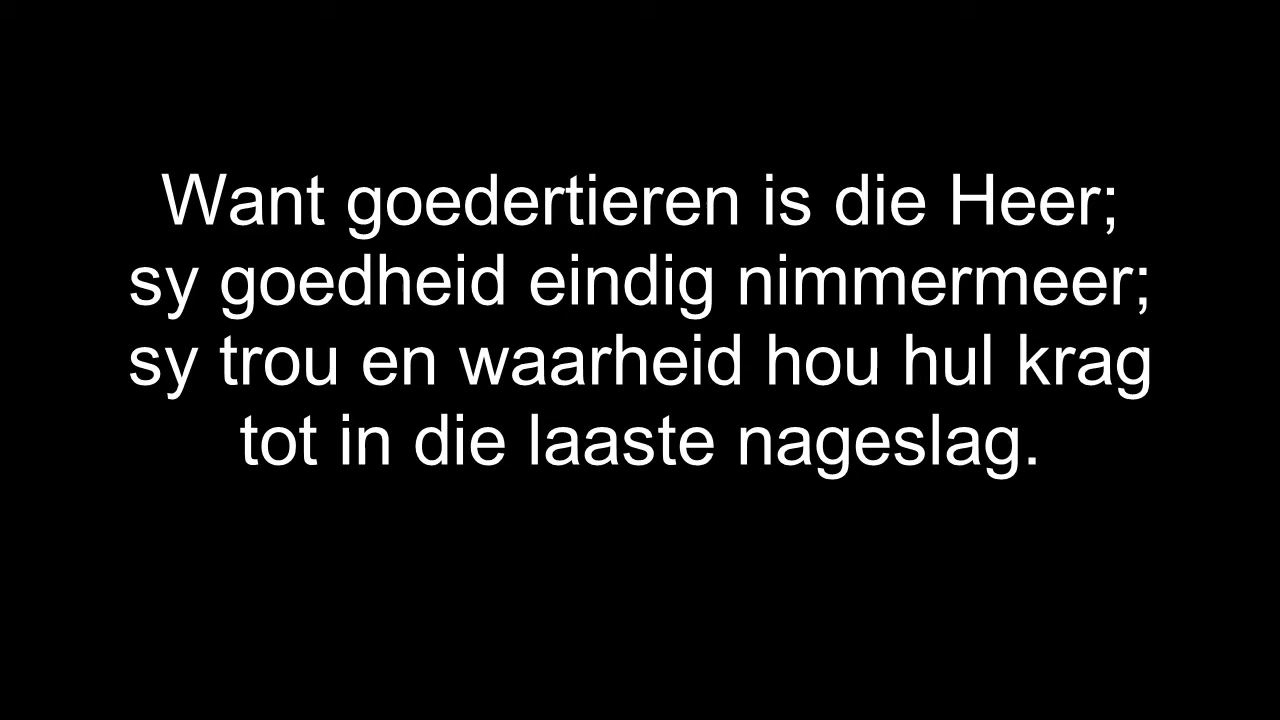 Want goedertieren is die Heer;
sy goedheid eindig nimmermeer;
sy trou en waarheid hou hul krag
tot in die laaste nageslag.